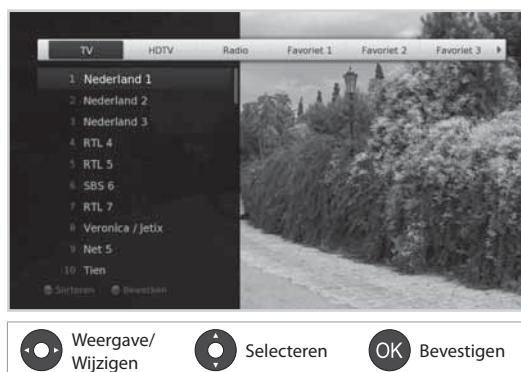 TV HDTV Radio Favoriet 1 Favoriet 2 Favoriet 3
1 Nederland 1
2 Nederland 2
3 Nederland 3
4 RTL 4
5 RTL 5
6 SBS 6
7 RTL 7
8 Veronica / Jetix
9 Net 5
10 Tien
Sorteren Bewerken
Weergave/
Wijzigen
Selecteren
OK Bevestigen